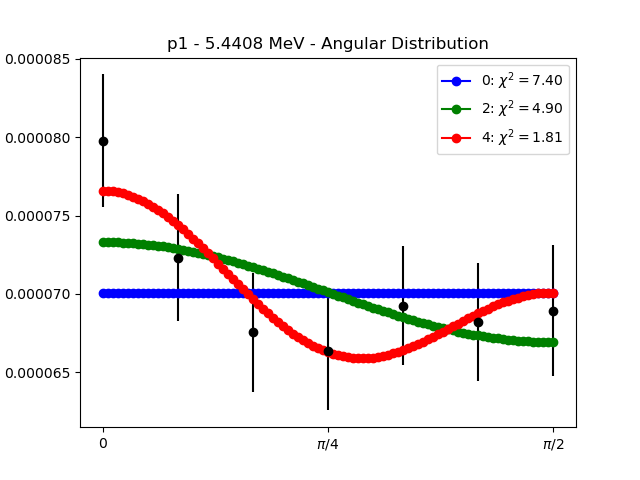 p1 - 5.4408 MeV - Angular Distribution
0.000085
0.000080
0.000075
0.000070
0.000065
0: χ² = 7.40
2: χ² = 4.90
4: χ² = 1.81
0
π/4
π/2